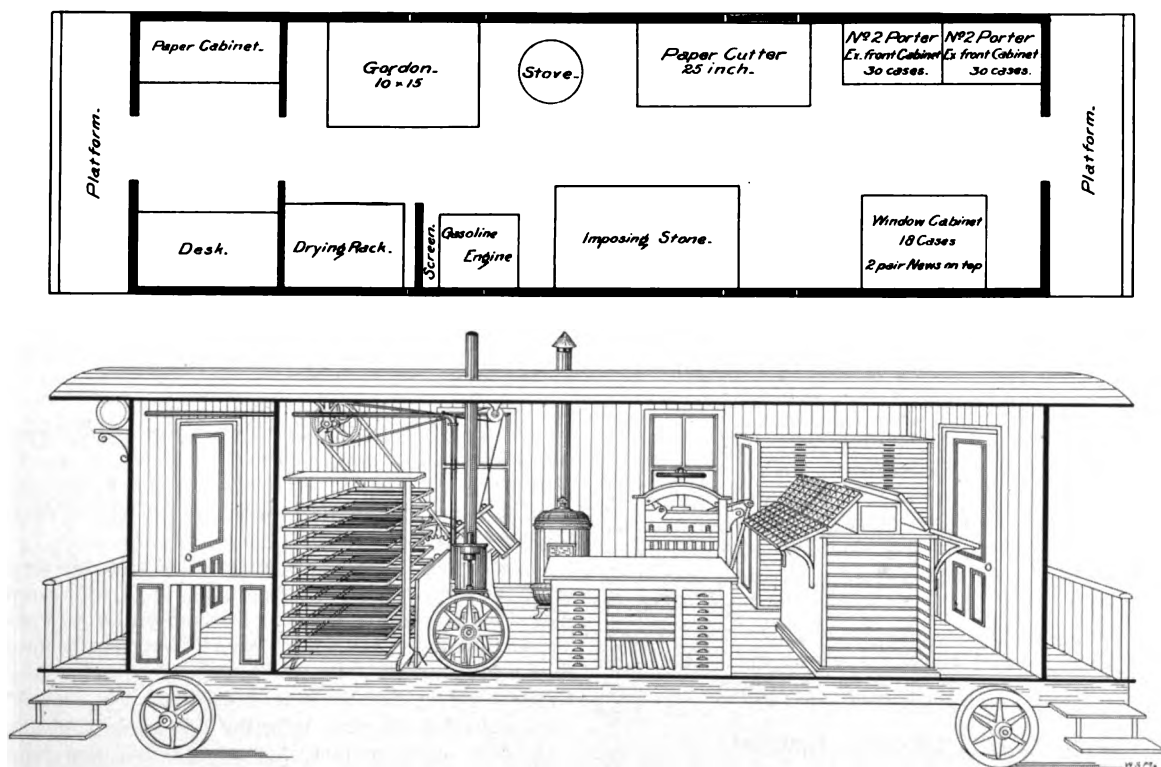 Platform.
Paper Cabinet.
Gordon.
10 x 15
Stove.
Paper Cutter
25 inch.
Nº 2 Porter
Ex. front Cabinet
30 cases.
Nº 2 Porter
Ex. front Cabinet
30 cases.
Platform.
Desk.
Drying Rack.
Screen.
Gasoline
Engine
Imposing Stone.
Window Cabinet
18 Cases
2 pair News on top